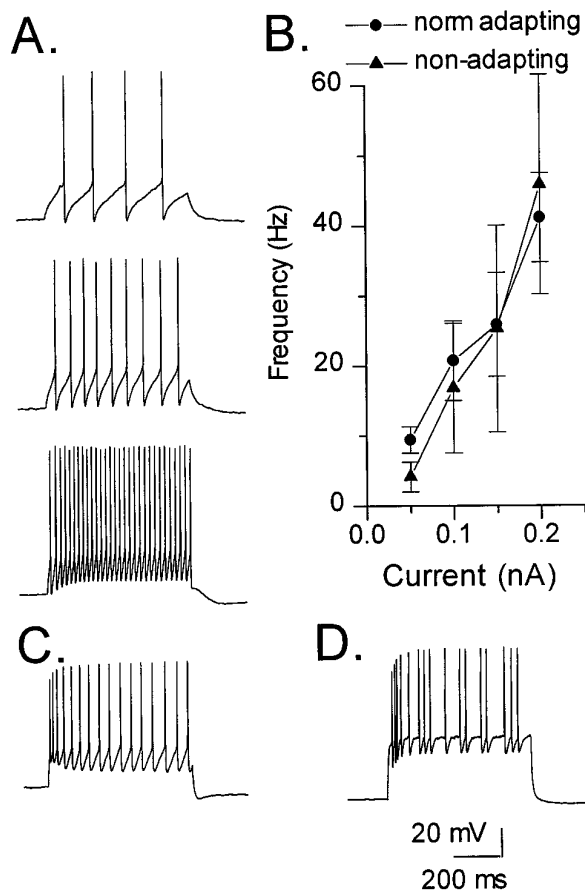 A.
B.
norm adapting
non-adapting
60
40
20
0
Frequency (Hz)
0.0
0.1
0.2
Current (nA)
C.
D.
20 mV
200 ms